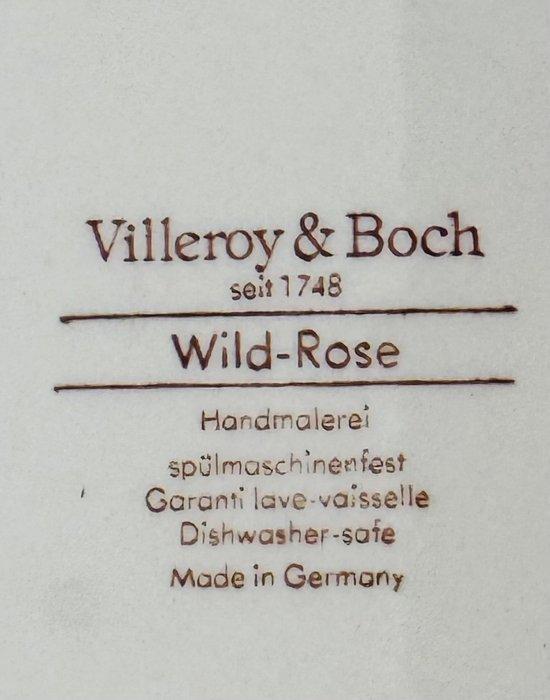 Villeroy & Boch
seit 1748
Wild-Rose
Handmalerei
spülmaschinenfest
Garanti lave-vaisselle
Dishwasher-safe
Made in Germany